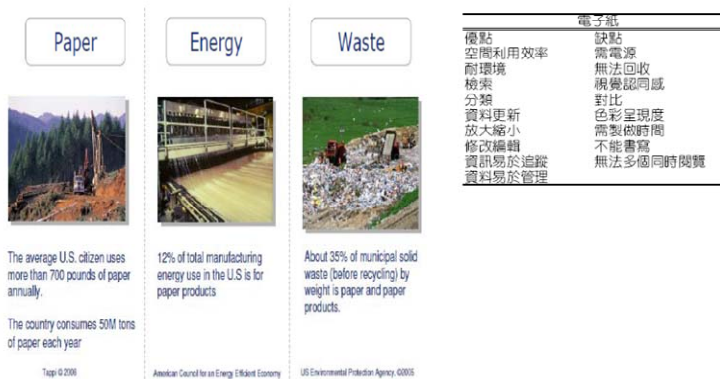 Paper
The average U.S. citizen uses
more than 700 pounds of paper
annually.
The country consumes 50M tons
of paper each year
Tappi © 2006
Energy
12% of total manufacturing
energy use in the U.S is for
paper products
American Council for an Energy Efficient Economy
Waste
About 35% of municipal solid
waste (before recycling) by
weight is paper and paper
products.
US Environmental Protection Agency, ©2005
電子紙
優點 缺點
空間利用效率 需電源
耐環境 無法回收
檢索 視覺認同感
分類 對比
資料更新 色彩呈現度
放大縮小 需製做時間
修改編輯 不能書寫
資訊易於追蹤 無法多個同時閱覽
資料易於管理